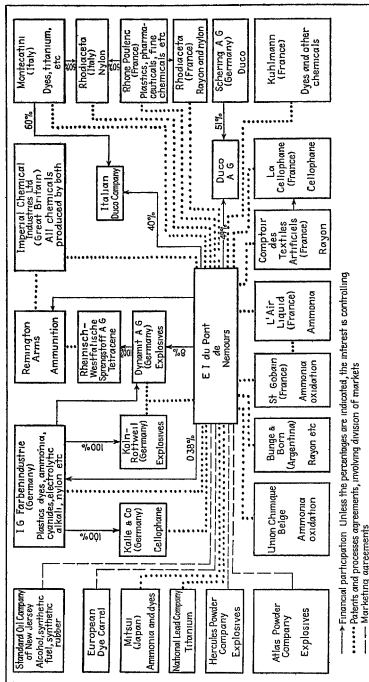 Standard Oil Company
of New Jersey
Alcohol, synthetic
fuel, synthetic
rubber
European
Dye Cartel
Mitsui
(Japan)
Ammonia and dyes
National Lead Company
Titanium
Hercules Powder
Company
Explosives
Atlas Powder
Company
Explosives
I G Farbenindustrie
(Germany)
Plastics dyes, ammonia,
cyanides, electrolytic
alkali, nylon etc
100%
100%
0 38%
Kalle & Co
(Germany)
Cellophane
Koln-
Rottweil
(Germany)
Explosives
Imperial Chemical
Industries Ltd
(Great Britain)
All chemicals
produced by both
Remington
Arms
Ammunition
Rheinisch-
Westfalische
Springstoff A G
Tetracene
Dynamit A G
(Germany)
Explosives
8%
E I du Pont
de
Nemours
Montecatini
(Italy)
Dyes, titanium,
etc
60%
Italian
Duco Company
40%
Rhodiaceta
(Italy)
Nylon
Rhone Poulenc
(France)
Plastics, pharma-
ceuticals, fine
chemicals etc
Rhodiaceta
(France)
Rayon and nylon
Scherring A G
(Germany)
Duco
51%
Duco
A G
Kuhlmann
(France)
Dyes and other
chemicals
Union Chimique
Belge
Ammonia
oxidation
Bunge &
Born
(Argentina)
Rayon etc
St Gobain
(France)
Ammonia
oxidation
L'Air
Liquid
(France)
Ammonia
Comptoir
des
Textiles
Artificiels
(France)
Rayon
La
Cellophane
(France)
Cellophane
Financial participation Unless the percentages are indicated, the interest is controlling
Patents and processes agreements, involving division of markets
Marketing agreements